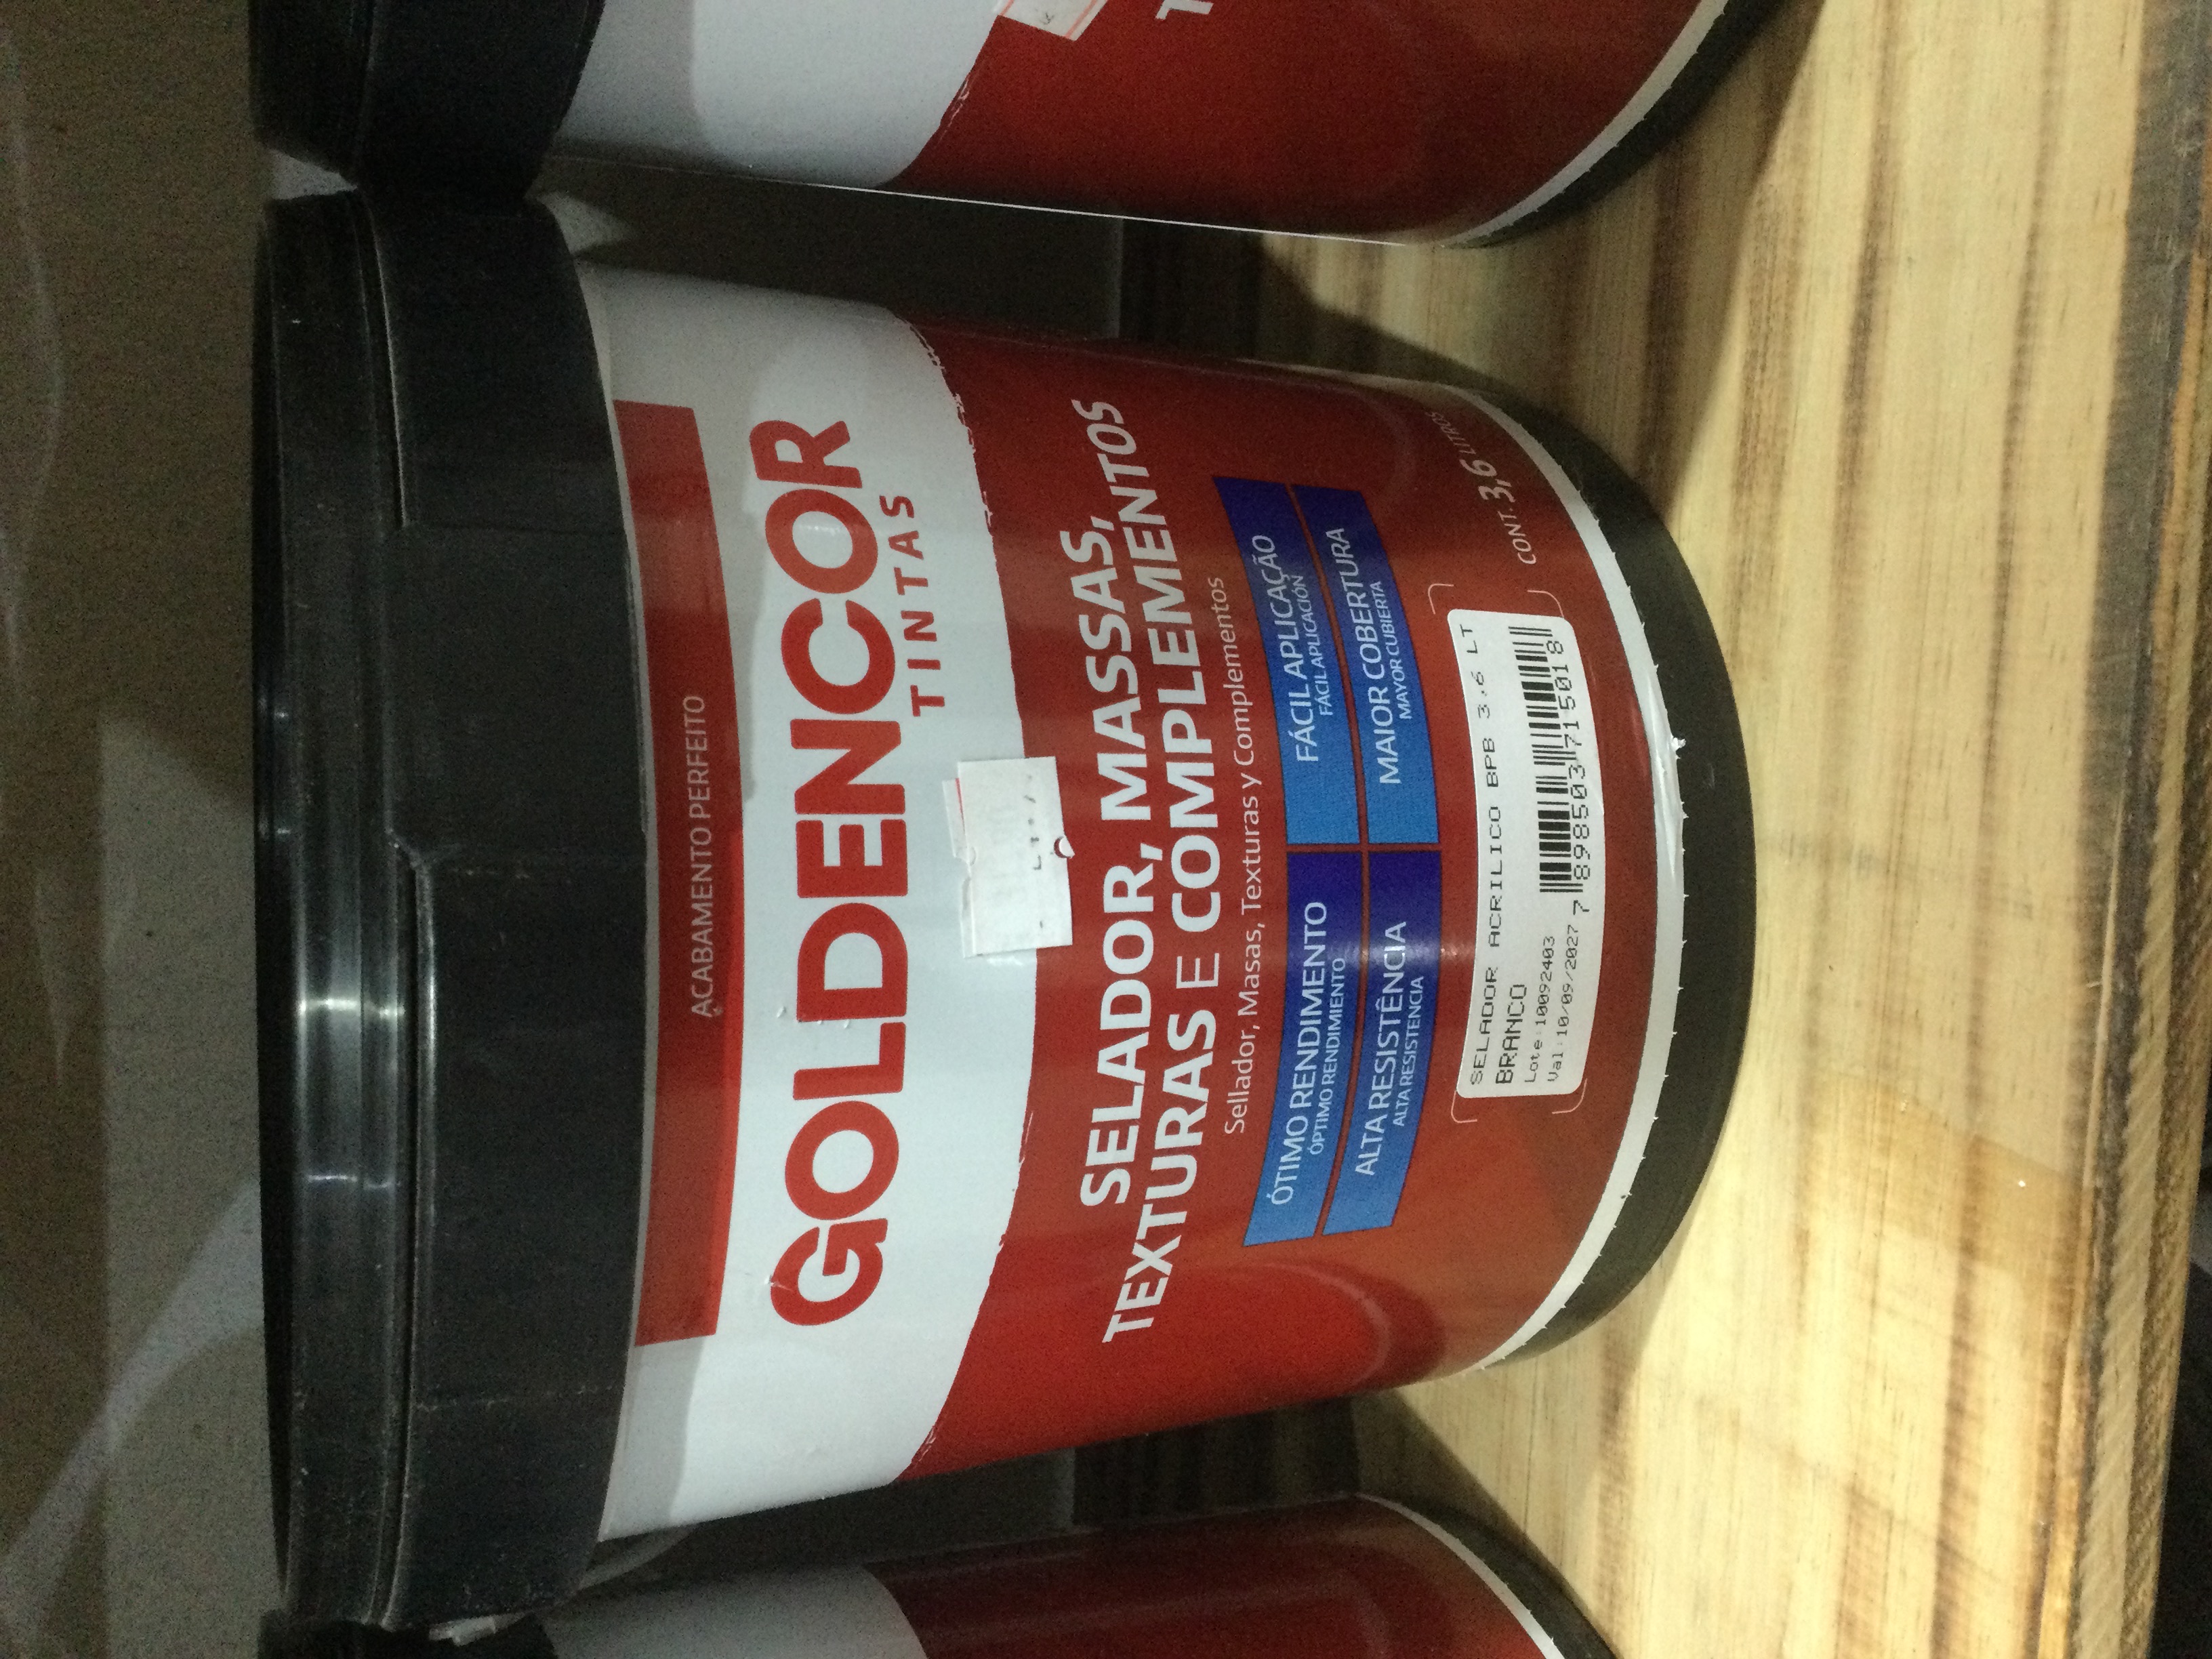 ACABAMENTO PERFEITO
GOLDENCOR
TINTAS
SELADOR, MASSAS,
TEXTURAS E COMPLEMENTOS
Sellador, Masas, Texturas y Complementos
ÓTIMO RENDIMENTO
ÓPTIMO RENDIMIENTO
FÁCIL APLICAÇÃO
FÁCIL APLICACIÓN
ALTA RESISTÊNCIA
ALTA RESISTENCIA
MAIOR COBERTURA
MAYOR CUBIERTA
SELADOR ACRILICO BPB 3,6 LT
BRANCO
Lote:10092403
Val:10/09/2027
7 898503 715018
CONT. 3,6 LITROS